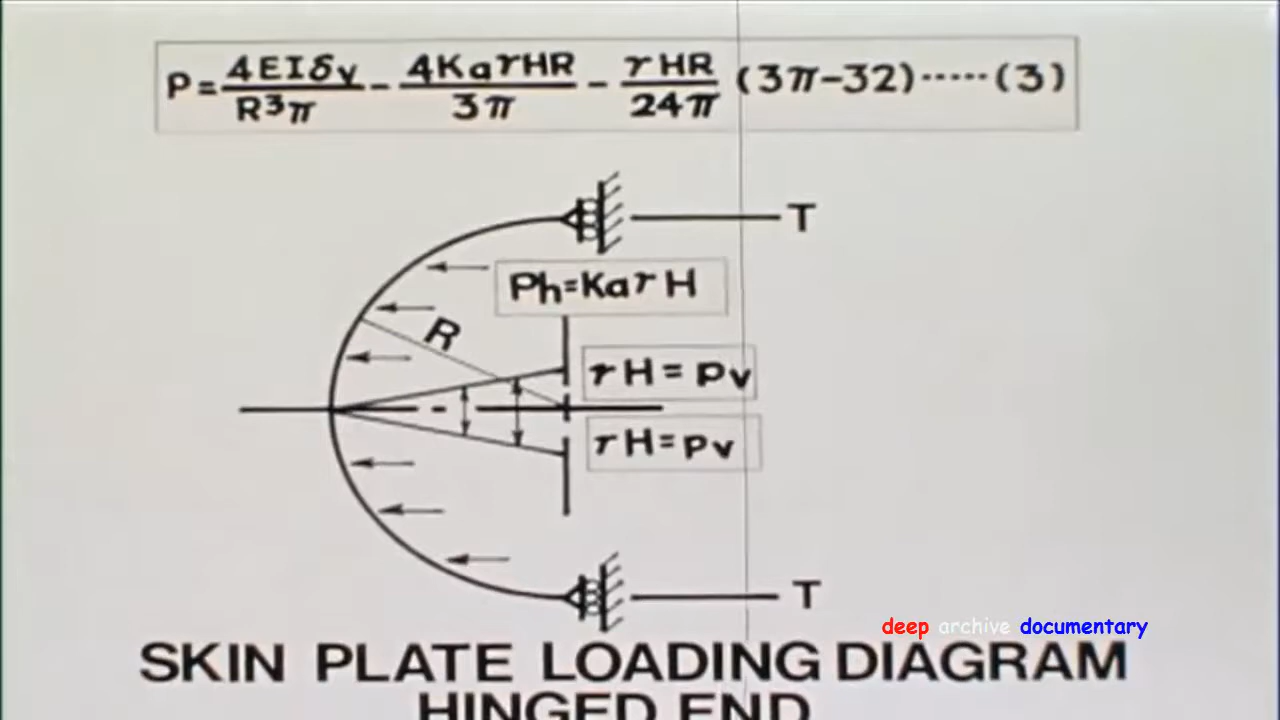 P = 4EIδv/R³π - 4KaγHR/3π - γHR/24π (3π-32)······(3)
T
Ph=KaγH
R
γH=pv
γH=pv
T
deep archive documentary
SKIN PLATE LOADING DIAGRAM
HINGED END